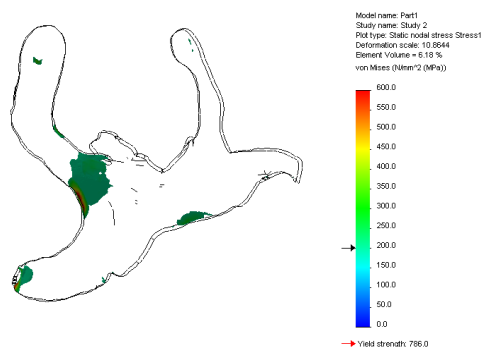 Model name: Part1
Study name: Study 2
Plot type: Static nodal stress Stress1
Deformation scale: 10.8644
Element Volume = 6.18 %
von Mises (N/mm^2 (MPa))
600.0
550.0
500.0
450.0
400.0
350.0
300.0
250.0
200.0
150.0
100.0
50.0
0.0
Yield strength: 786.0